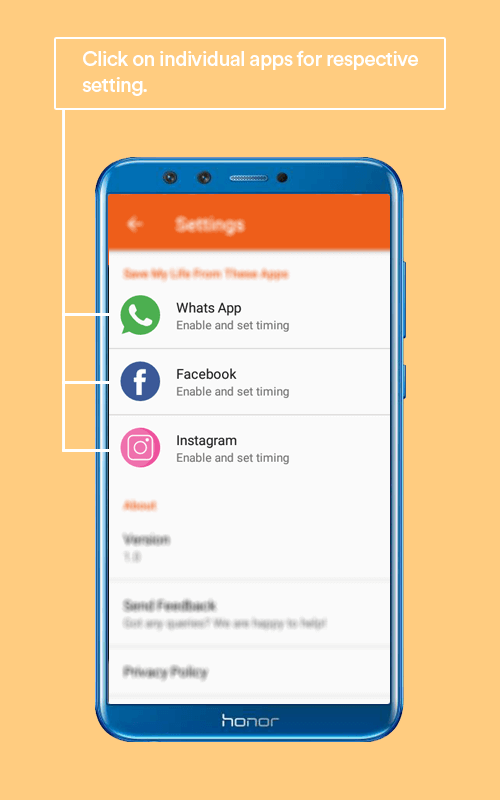 Click on individual apps for respective
setting.
Settings
Save My Life From These Apps
Whats App
Enable and set timing
Facebook
Enable and set timing
Instagram
Enable and set timing
About
Version
1.0
Send Feedback
Got any queries? We are happy to help!
Privacy Policy
honor